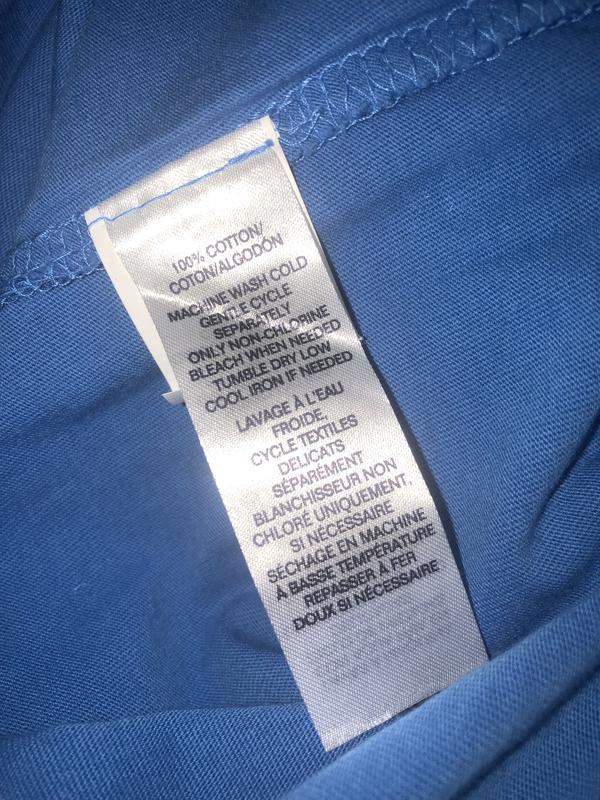 100% COTTON/
COTON/ALGODÓN
MACHINE WASH COLD
GENTLE CYCLE
SEPARATELY
ONLY NON-CHLORINE
BLEACH WHEN NEEDED
TUMBLE DRY LOW
COOL IRON IF NEEDED
LAVAGE À L'EAU
FROIDE,
CYCLE TEXTILES
DELICATS
SÉPARÉMENT
BLANCHISSEUR NON
CHLORÉ UNIQUEMENT,
SI NÉCESSAIRE
SÉCHAGE EN MACHINE
À BASSE TEMPÉRATURE
REPASSER À FER
DOUX SI NÉCESSAIRE